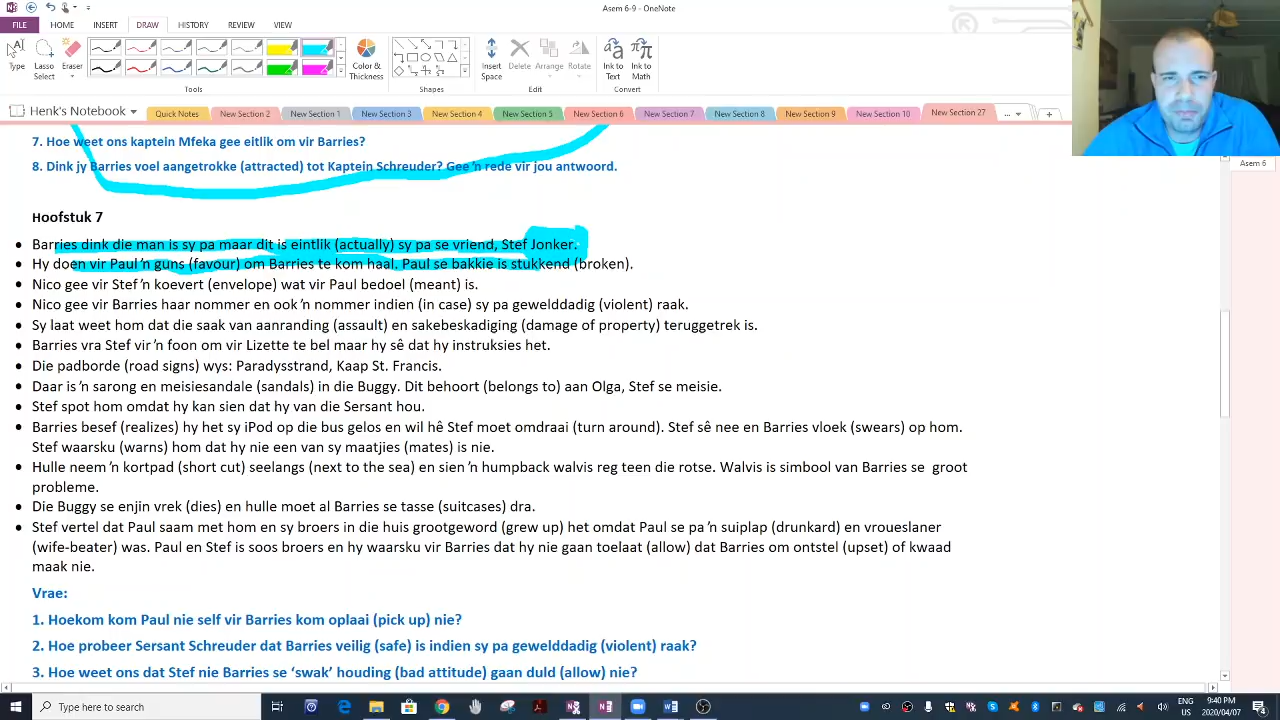 Asem 6-9 - OneNote
FILE HOME INSERT DRAW HISTORY REVIEW VIEW
Type Lasso Select Eraser Color & Thickness Insert Space Delete Arrange Rotate Ink to Text Ink to Math
Tools Shapes Edit Convert
Henk's Notebook Quick Notes New Section 1 New Section 2 New Section 3 New Section 4 New Section 5 New Section 6 New Section 7 New Section 8 New Section 9 New Section 10 New Section 27 ...
Asem 6
7. Hoe weet ons kaptein Mfeka gee eitlik om vir Barries?
8. Dink jy Barries voel aangetrokke (attracted) tot Kaptein Schreuder? Gee 'n rede vir jou antwoord.
Hoofstuk 7
• Barries dink die man is sy pa maar dit is eintlik (actually) sy pa se vriend, Stef Jonker.
• Hy doen vir Paul 'n guns (favour) om Barries te kom haal. Paul se bakkie is stukkend (broken).
• Nico gee vir Stef 'n koevert (envelope) wat vir Paul bedoel (meant) is.
• Nico gee vir Barries haar nommer en ook 'n nommer indien (in case) sy pa gewelddadig (violent) raak.
• Sy laat weet hom dat die saak van aanranding (assault) en sakebeskadiging (damage of property) teruggetrek is.
• Barries vra Stef vir 'n foon om vir Lizette te bel maar hy sê dat hy instruksies het.
• Die padborde (road signs) wys: Paradysstrand, Kaap St. Francis.
• Daar is 'n sarong en meisiesandale (sandals) in die Buggy. Dit behoort (belongs to) aan Olga, Stef se meisie.
• Stef spot hom omdat hy kan sien dat hy van die Sersant hou.
• Barries besef (realizes) hy het sy iPod op die bus gelos en wil hê Stef moet omdraai (turn around). Stef sê nee en Barries vloek (swears) op hom.
Stef waarsku (warns) hom dat hy nie een van sy maatjies (mates) is nie.
• Hulle neem 'n kortpad (short cut) seelangs (next to the sea) en sien 'n humpback walvis reg teen die rotse. Walvis is simbool van Barries se groot
probleme.
• Die Buggy se enjin vrek (dies) en hulle moet al Barries se tasse (suitcases) dra.
• Stef vertel dat Paul saam met hom en sy broers in die huis grootgeword (grew up) het omdat Paul se pa 'n suiplap (drunkard) en vroueslaner
(wife-beater) was. Paul en Stef is soos broers en hy waarsku vir Barries dat hy nie gaan toelaat (allow) dat Barries om ontstel (upset) of kwaad
maak nie.
Vrae:
1. Hoekom kom Paul nie self vir Barries kom oplaai (pick up) nie?
2. Hoe probeer Sersant Schreuder dat Barries veilig (safe) is indien sy pa gewelddadig (violent) raak?
3. Hoe weet ons dat Stef nie Barries se 'swak' houding (bad attitude) gaan duld (allow) nie?
Type here to search
ENG US
9:40 PM
2020/04/07